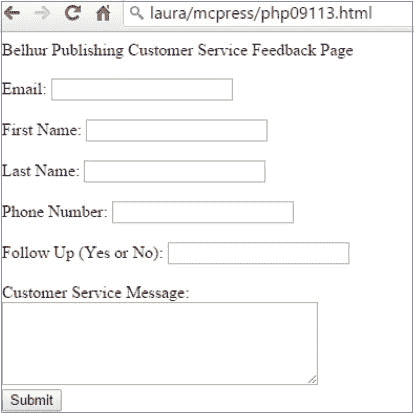 laura/mcpress/php09113.html
Belhur Publishing Customer Service Feedback Page
Email:
First Name:
Last Name:
Phone Number:
Follow Up (Yes or No):
Customer Service Message:
Submit